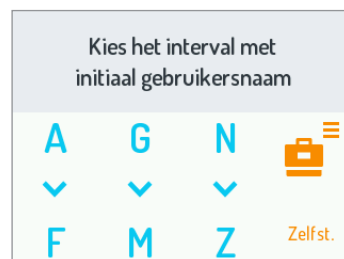 Kies het interval met
initiaal gebruikersnaam
A G N
F M Z Zelfst.